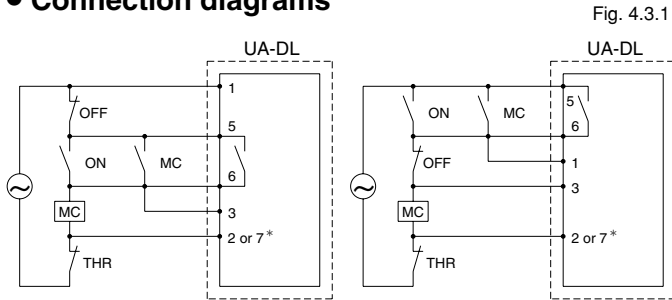 • Connection diagrams
Fig. 4.3.1
UA-DL
1
OFF
5
ON
MC
6
MC
3
2 or 7*
THR
UA-DL
5
ON
MC
6
OFF
1
3
MC
2 or 7*
THR